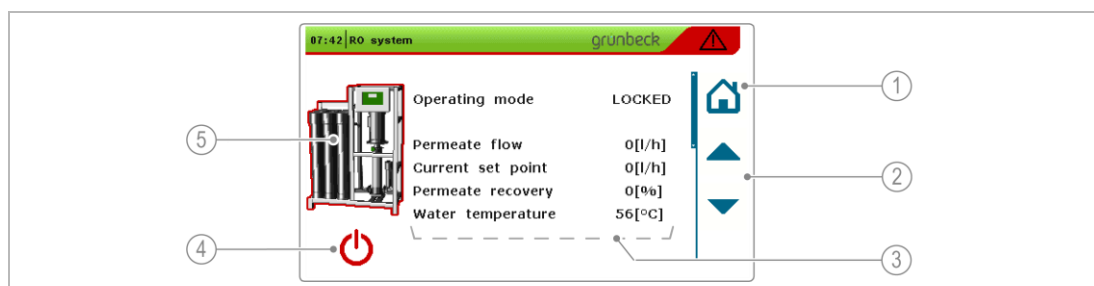 07:42 RO system grünbeck
Operating mode LOCKED
Permeate flow 0[l/h]
Current set point 0[l/h]
Permeate recovery 0[%]
Water temperature 56[°C]
1
2
3
4
5